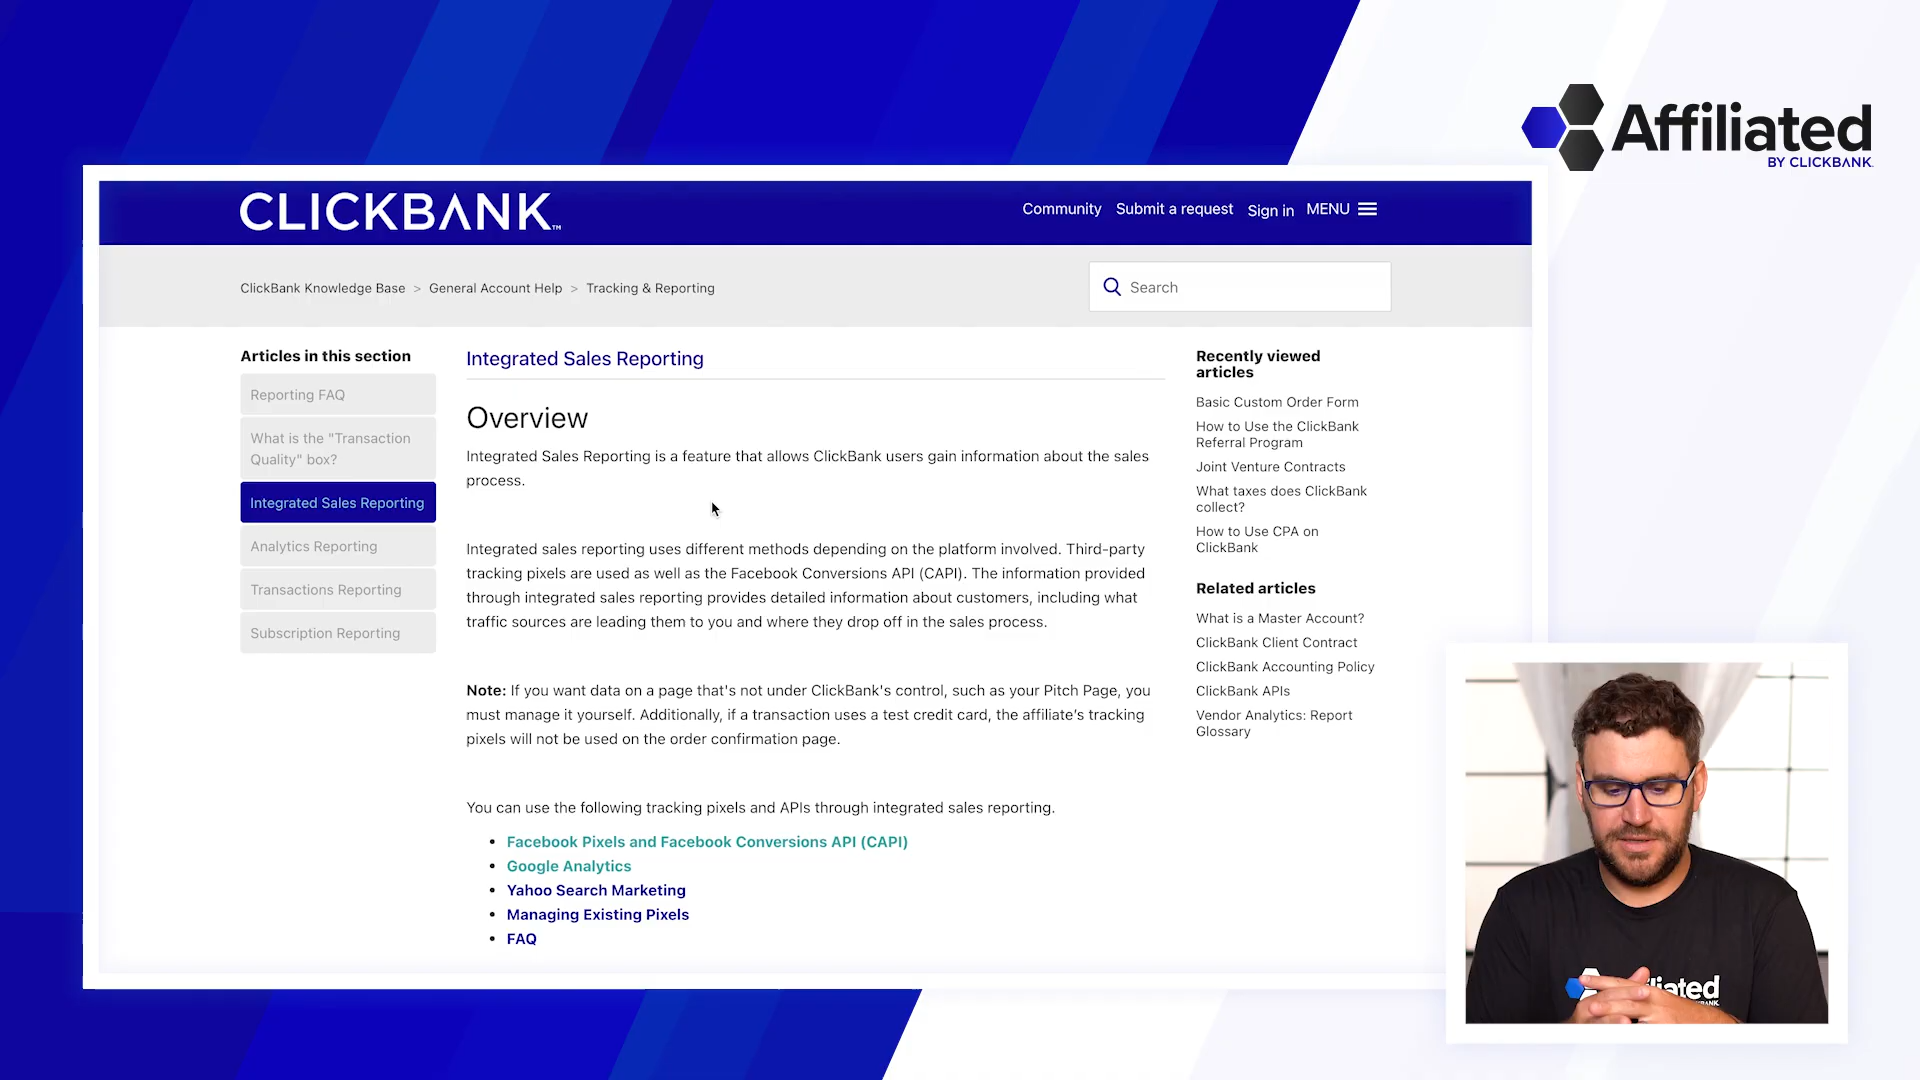 Affiliated
BY CLICKBANK
CLICKBANK™
Community Submit a request Sign in MENU
ClickBank Knowledge Base > General Account Help > Tracking & Reporting
Search
Articles in this section
Reporting FAQ
What is the "Transaction
Quality" box?
Integrated Sales Reporting
Analytics Reporting
Transactions Reporting
Subscription Reporting
Integrated Sales Reporting
Overview
Integrated Sales Reporting is a feature that allows ClickBank users gain information about the sales
process.
Integrated sales reporting uses different methods depending on the platform involved. Third-party
tracking pixels are used as well as the Facebook Conversions API (CAPI). The information provided
through integrated sales reporting provides detailed information about customers, including what
traffic sources are leading them to you and where they drop off in the sales process.
Note: If you want data on a page that's not under ClickBank's control, such as your Pitch Page, you
must manage it yourself. Additionally, if a transaction uses a test credit card, the affiliate's tracking
pixels will not be used on the order confirmation page.
You can use the following tracking pixels and APIs through integrated sales reporting.
• Facebook Pixels and Facebook Conversions API (CAPI)
• Google Analytics
• Yahoo Search Marketing
• Managing Existing Pixels
• FAQ
Recently viewed
articles
Basic Custom Order Form
How to Use the ClickBank
Referral Program
Joint Venture Contracts
What taxes does ClickBank
collect?
How to Use CPA on
ClickBank
Related articles
What is a Master Account?
ClickBank Client Contract
ClickBank Accounting Policy
ClickBank APIs
Vendor Analytics: Report
Glossary